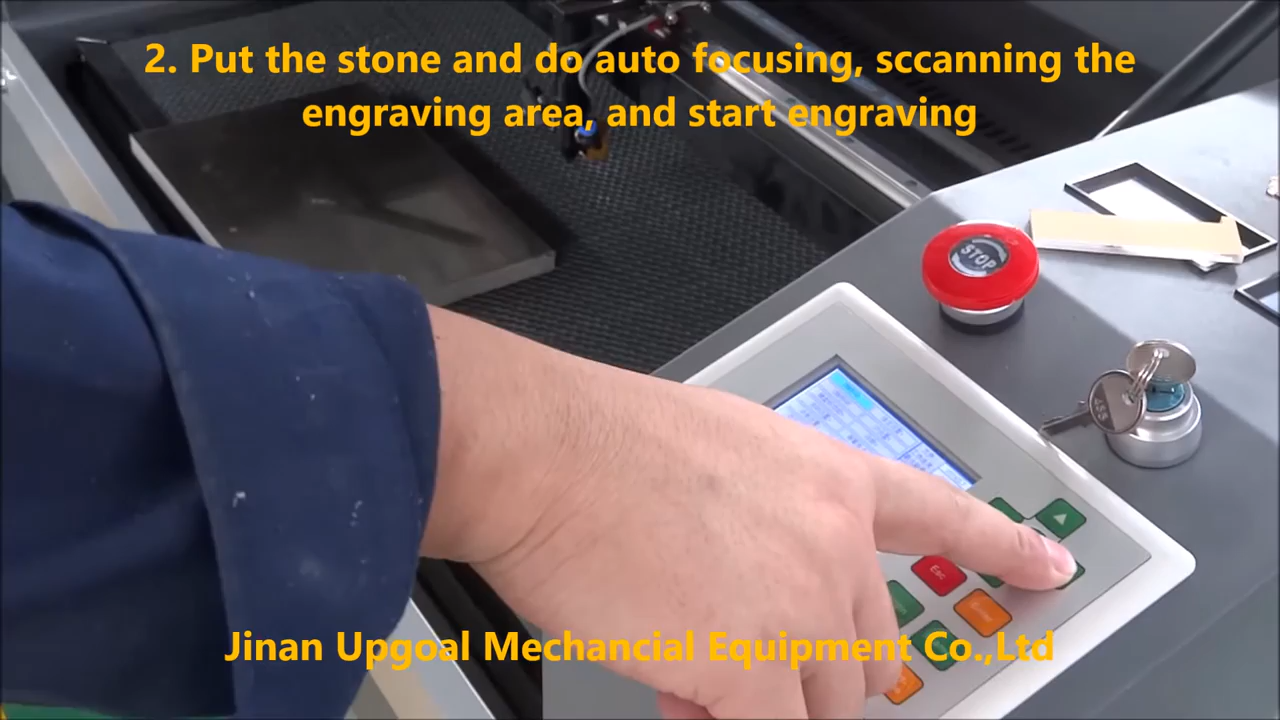 2. Put the stone and do auto focusing, sccanning the
engraving area, and start engraving
STOP
Esc
Jinan Upgoal Mechancial Equipment Co.,Ltd